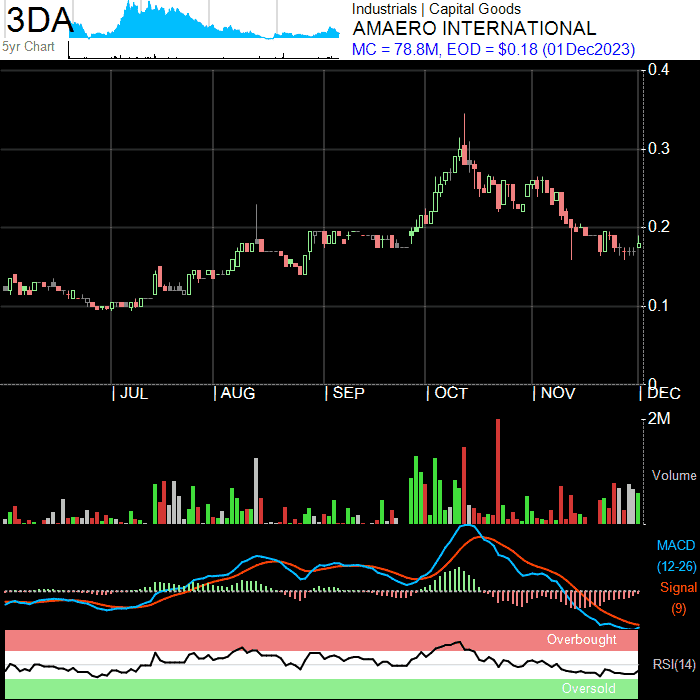 3DA
5yr Chart
Industrials | Capital Goods
AMAERO INTERNATIONAL
MC = 78.8M, EOD = $0.18 (01Dec2023)
0.4
0.3
0.2
0.1
0
JUL AUG SEP OCT NOV DEC
2M
Volume
MACD
(12-26)
Signal
(9)
Overbought
RSI(14)
Oversold